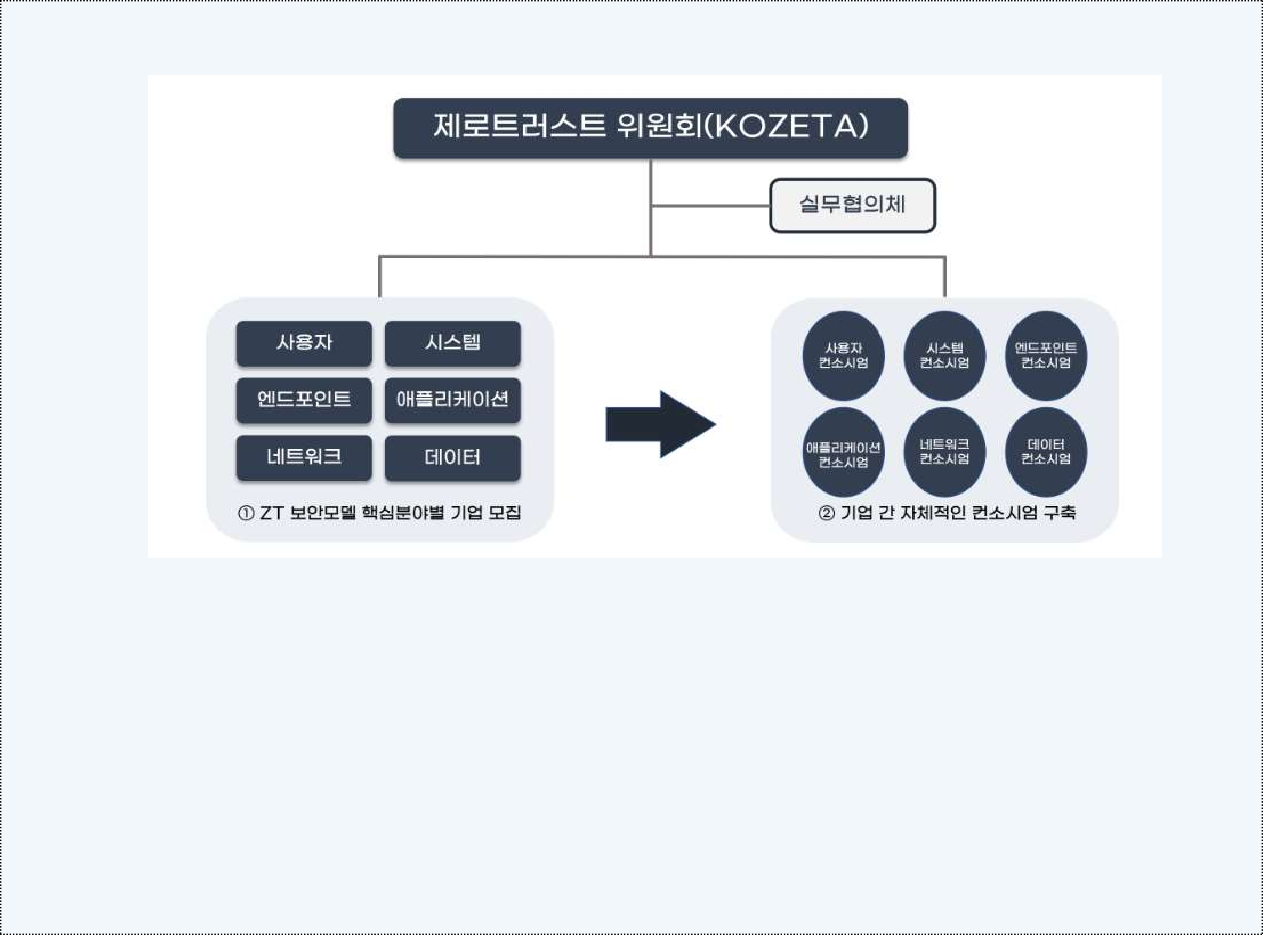 제로트러스트 위원회(KOZETA)
실무협의체
사용자
시스템
엔드포인트
애플리케이션
네트워크
데이터
① ZT 보안모델 핵심분야별 기업 모집
사용자
컨소시엄
시스템
컨소시엄
엔드포인트
컨소시엄
애플리케이션
컨소시엄
네트워크
컨소시엄
데이터
컨소시엄
② 기업 간 자체적인 컨소시엄 구축